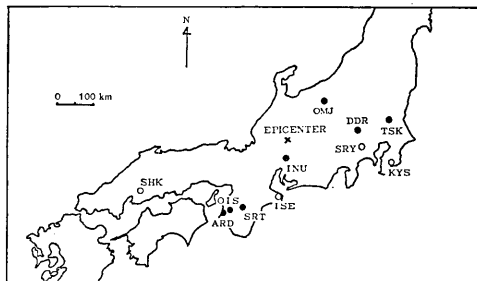 N
0 100 km
OMJ
DDR
TSK
EPICENTER
SRY
INU
KYS
SHK
OIS
ISE
SRT
ARD